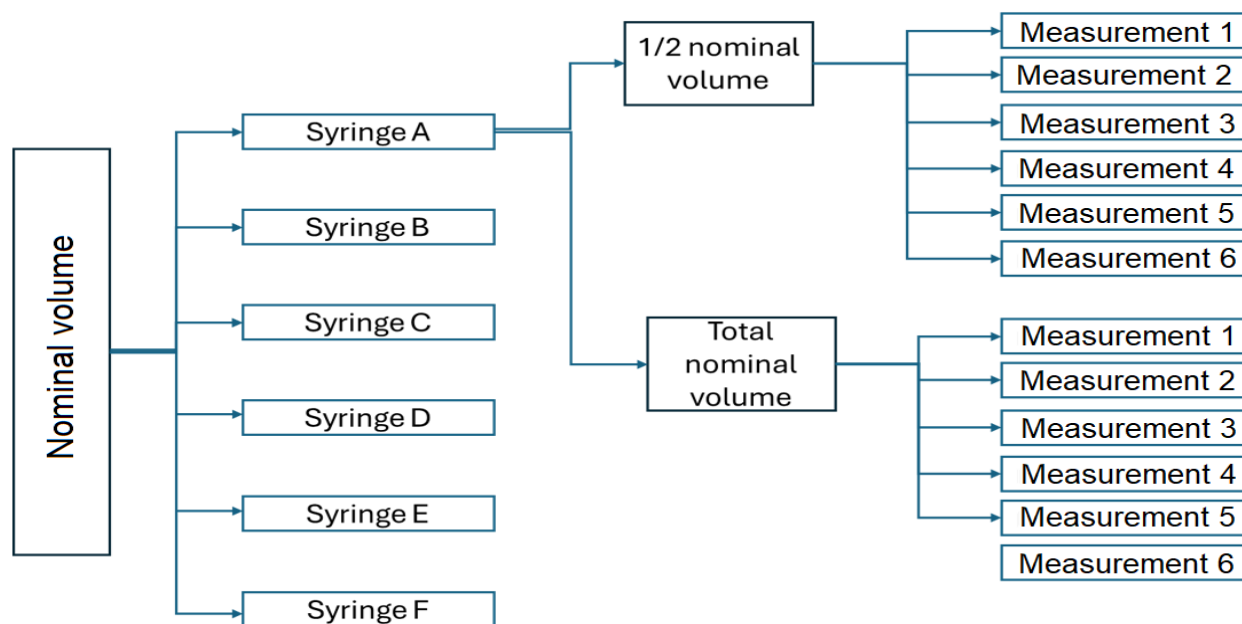 Nominal volume
Syringe A
Syringe B
Syringe C
Syringe D
Syringe E
Syringe F
1/2 nominal
volume
Total
nominal
volume
Measurement 1
Measurement 2
Measurement 3
Measurement 4
Measurement 5
Measurement 6
Measurement 1
Measurement 2
Measurement 3
Measurement 4
Measurement 5
Measurement 6